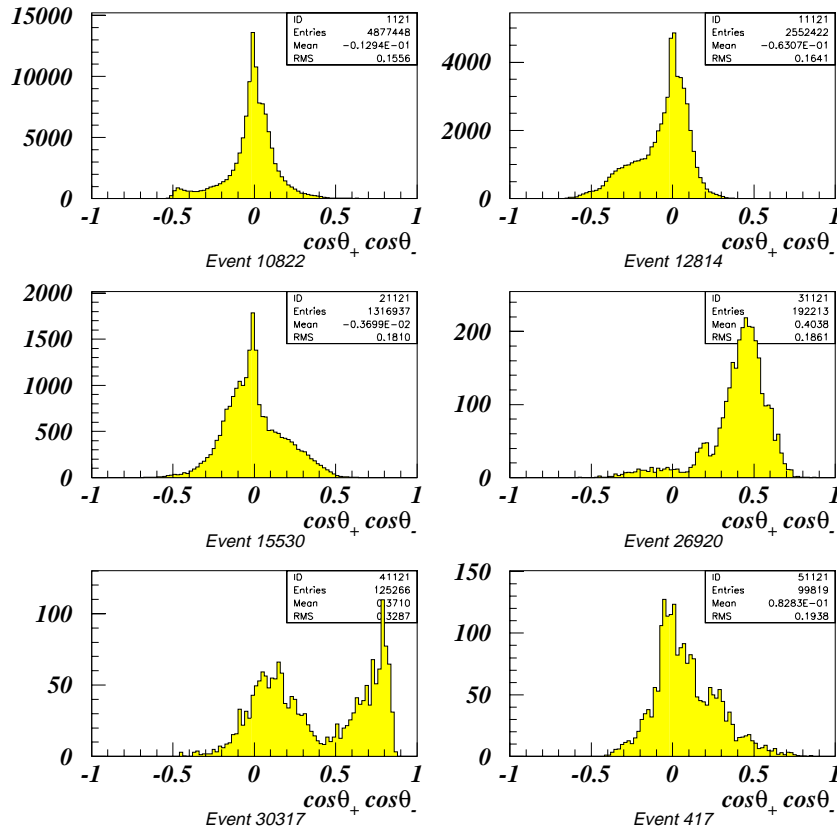 ID 1121
Entries 4877448
Mean -0.1294E-01
RMS 0.1556
15000
10000
5000
0
-1 -0.5 0 0.5 1
cosθ+ cosθ-
Event 10822
ID 11121
Entries 2552422
Mean -0.6307E-01
RMS 0.1641
4000
2000
0
-1 -0.5 0 0.5 1
cosθ+ cosθ-
Event 12814
ID 21121
Entries 1316937
Mean -0.3699E-02
RMS 0.1810
2000
1500
1000
500
0
-1 -0.5 0 0.5 1
cosθ+ cosθ-
Event 15530
ID 31121
Entries 192213
Mean 0.4038
RMS 0.1861
200
100
0
-1 -0.5 0 0.5 1
cosθ+ cosθ-
Event 26920
ID 41121
Entries 125266
Mean 0.3710
RMS 0.3287
100
50
0
-1 -0.5 0 0.5 1
cosθ+ cosθ-
Event 30317
ID 51121
Entries 99819
Mean 0.8283E-01
RMS 0.1938
150
100
50
0
-1 -0.5 0 0.5 1
cosθ+ cosθ-
Event 417